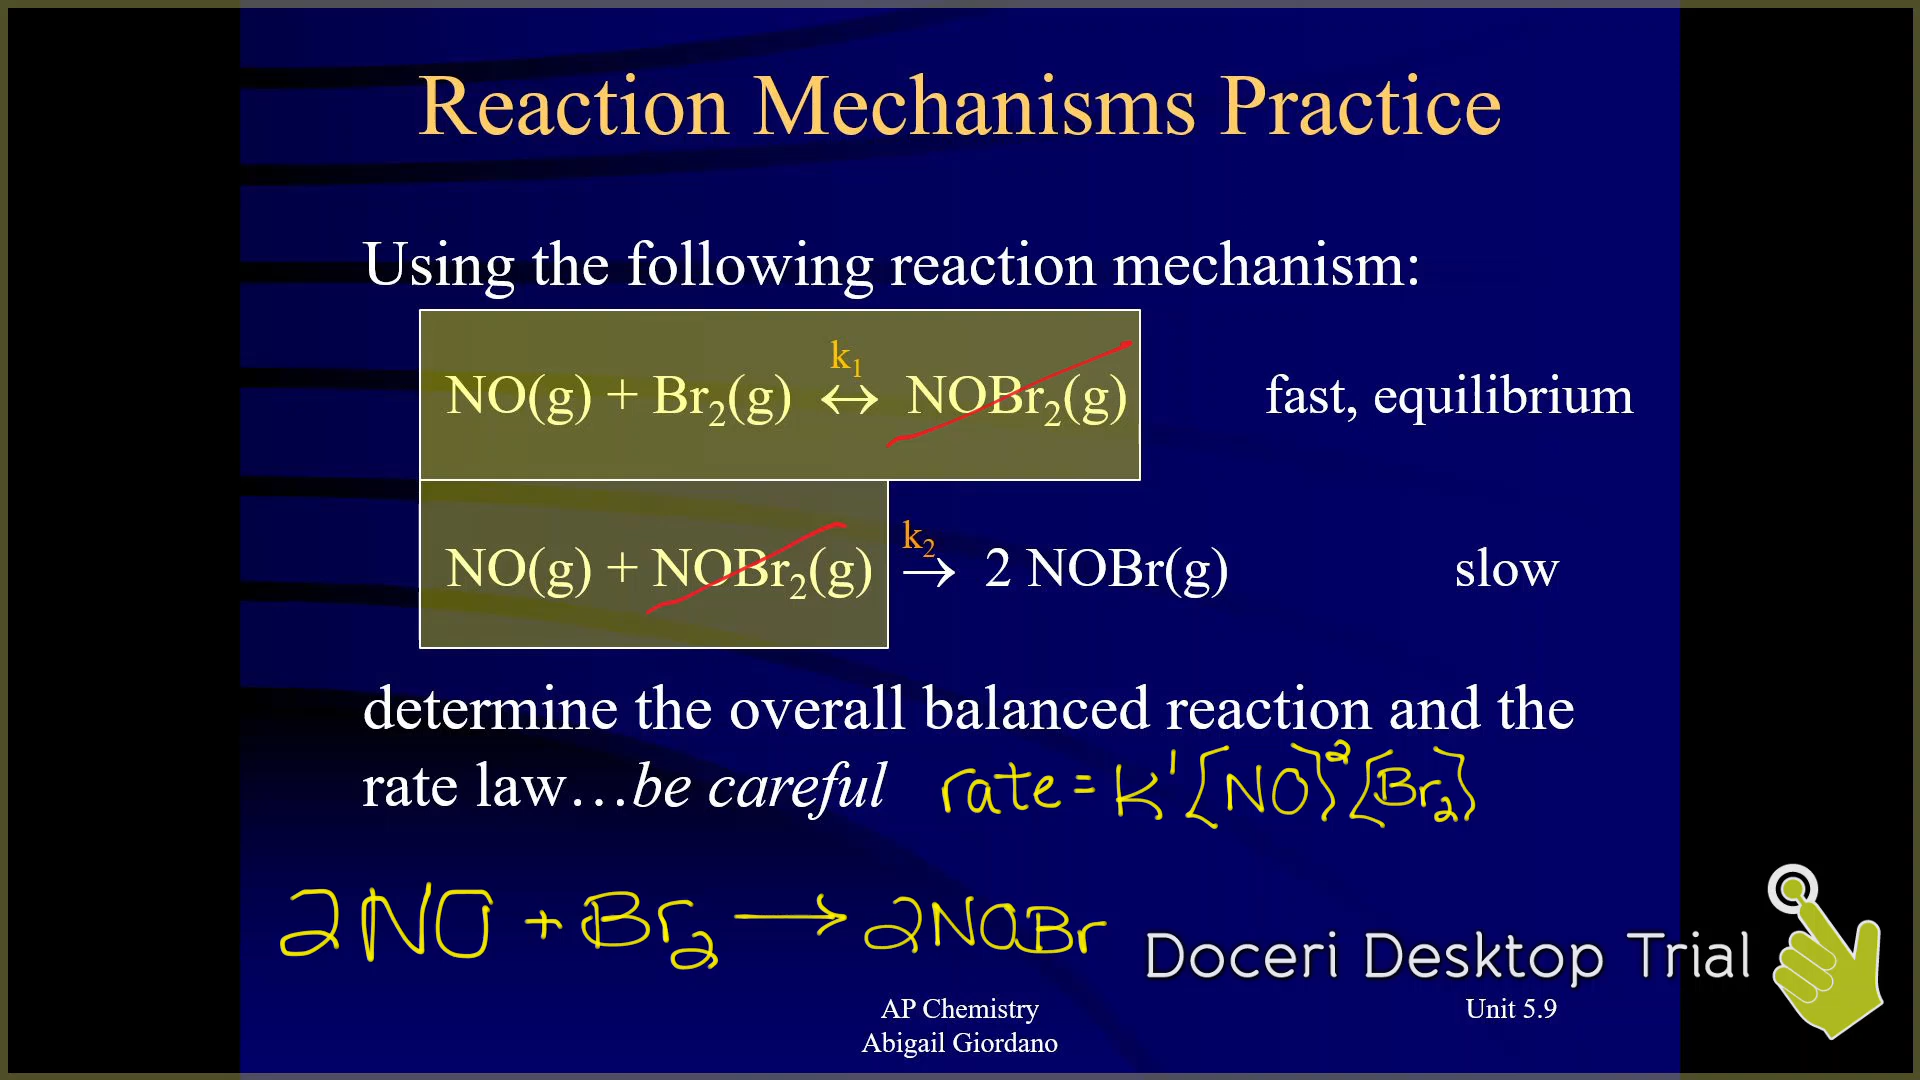 Reaction Mechanisms Practice
Using the following reaction mechanism:
k₁
NO(g) + Br₂(g) ↔ NOBr₂(g) fast, equilibrium
k₂
NO(g) + NOBr₂(g) → 2 NOBr(g) slow
determine the overall balanced reaction and the
rate law…be careful rate = K'[NO]²[Br₂]
2NO + Br₂ → 2NOBr
Doceri Desktop Trial
AP Chemistry Unit 5.9
Abigail Giordano